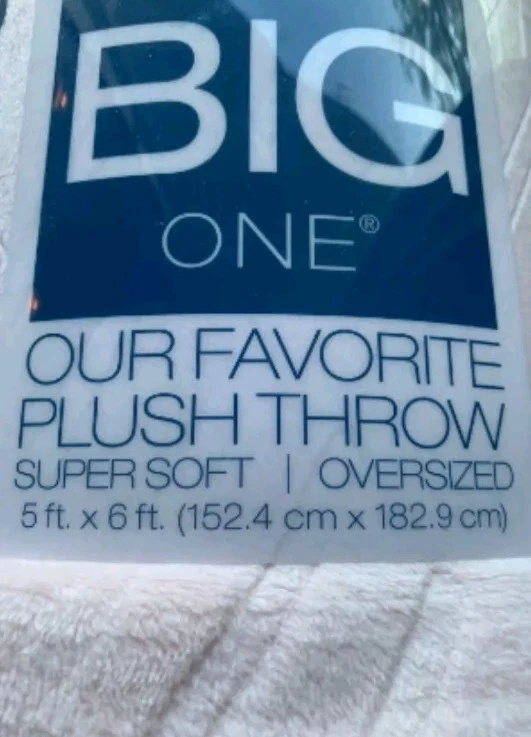 BIG
ONE®
OUR FAVORITE
PLUSH THROW
SUPER SOFT | OVERSIZED
5 ft. x 6 ft. (152.4 cm x 182.9 cm)